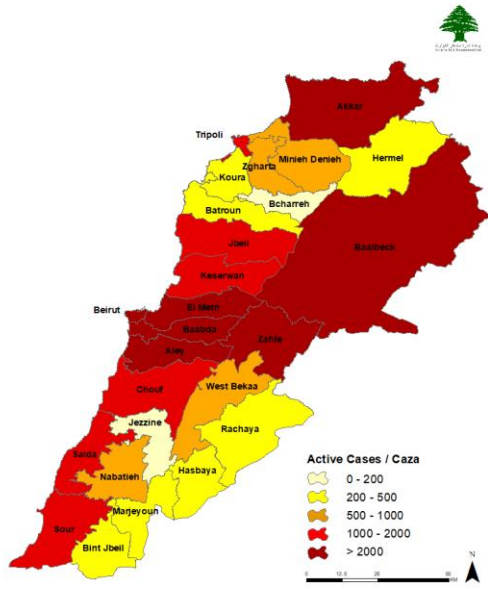 Akkar
Tripoli
Zgharta
Minieh Denieh
Hermel
Koura
Bcharreh
Batroun
Jbeil
Baalbeck
Keserwan
El Metn
Beirut
Baabda
Zahle
Aley
Chouf
West Bekaa
Jezzine
Rachaya
Saida
Nabatieh
Hasbaya
Marjeyoun
Sour
Bint Jbeil
Active Cases / Caza
0 - 200
200 - 500
500 - 1000
1000 - 2000
> 2000
N